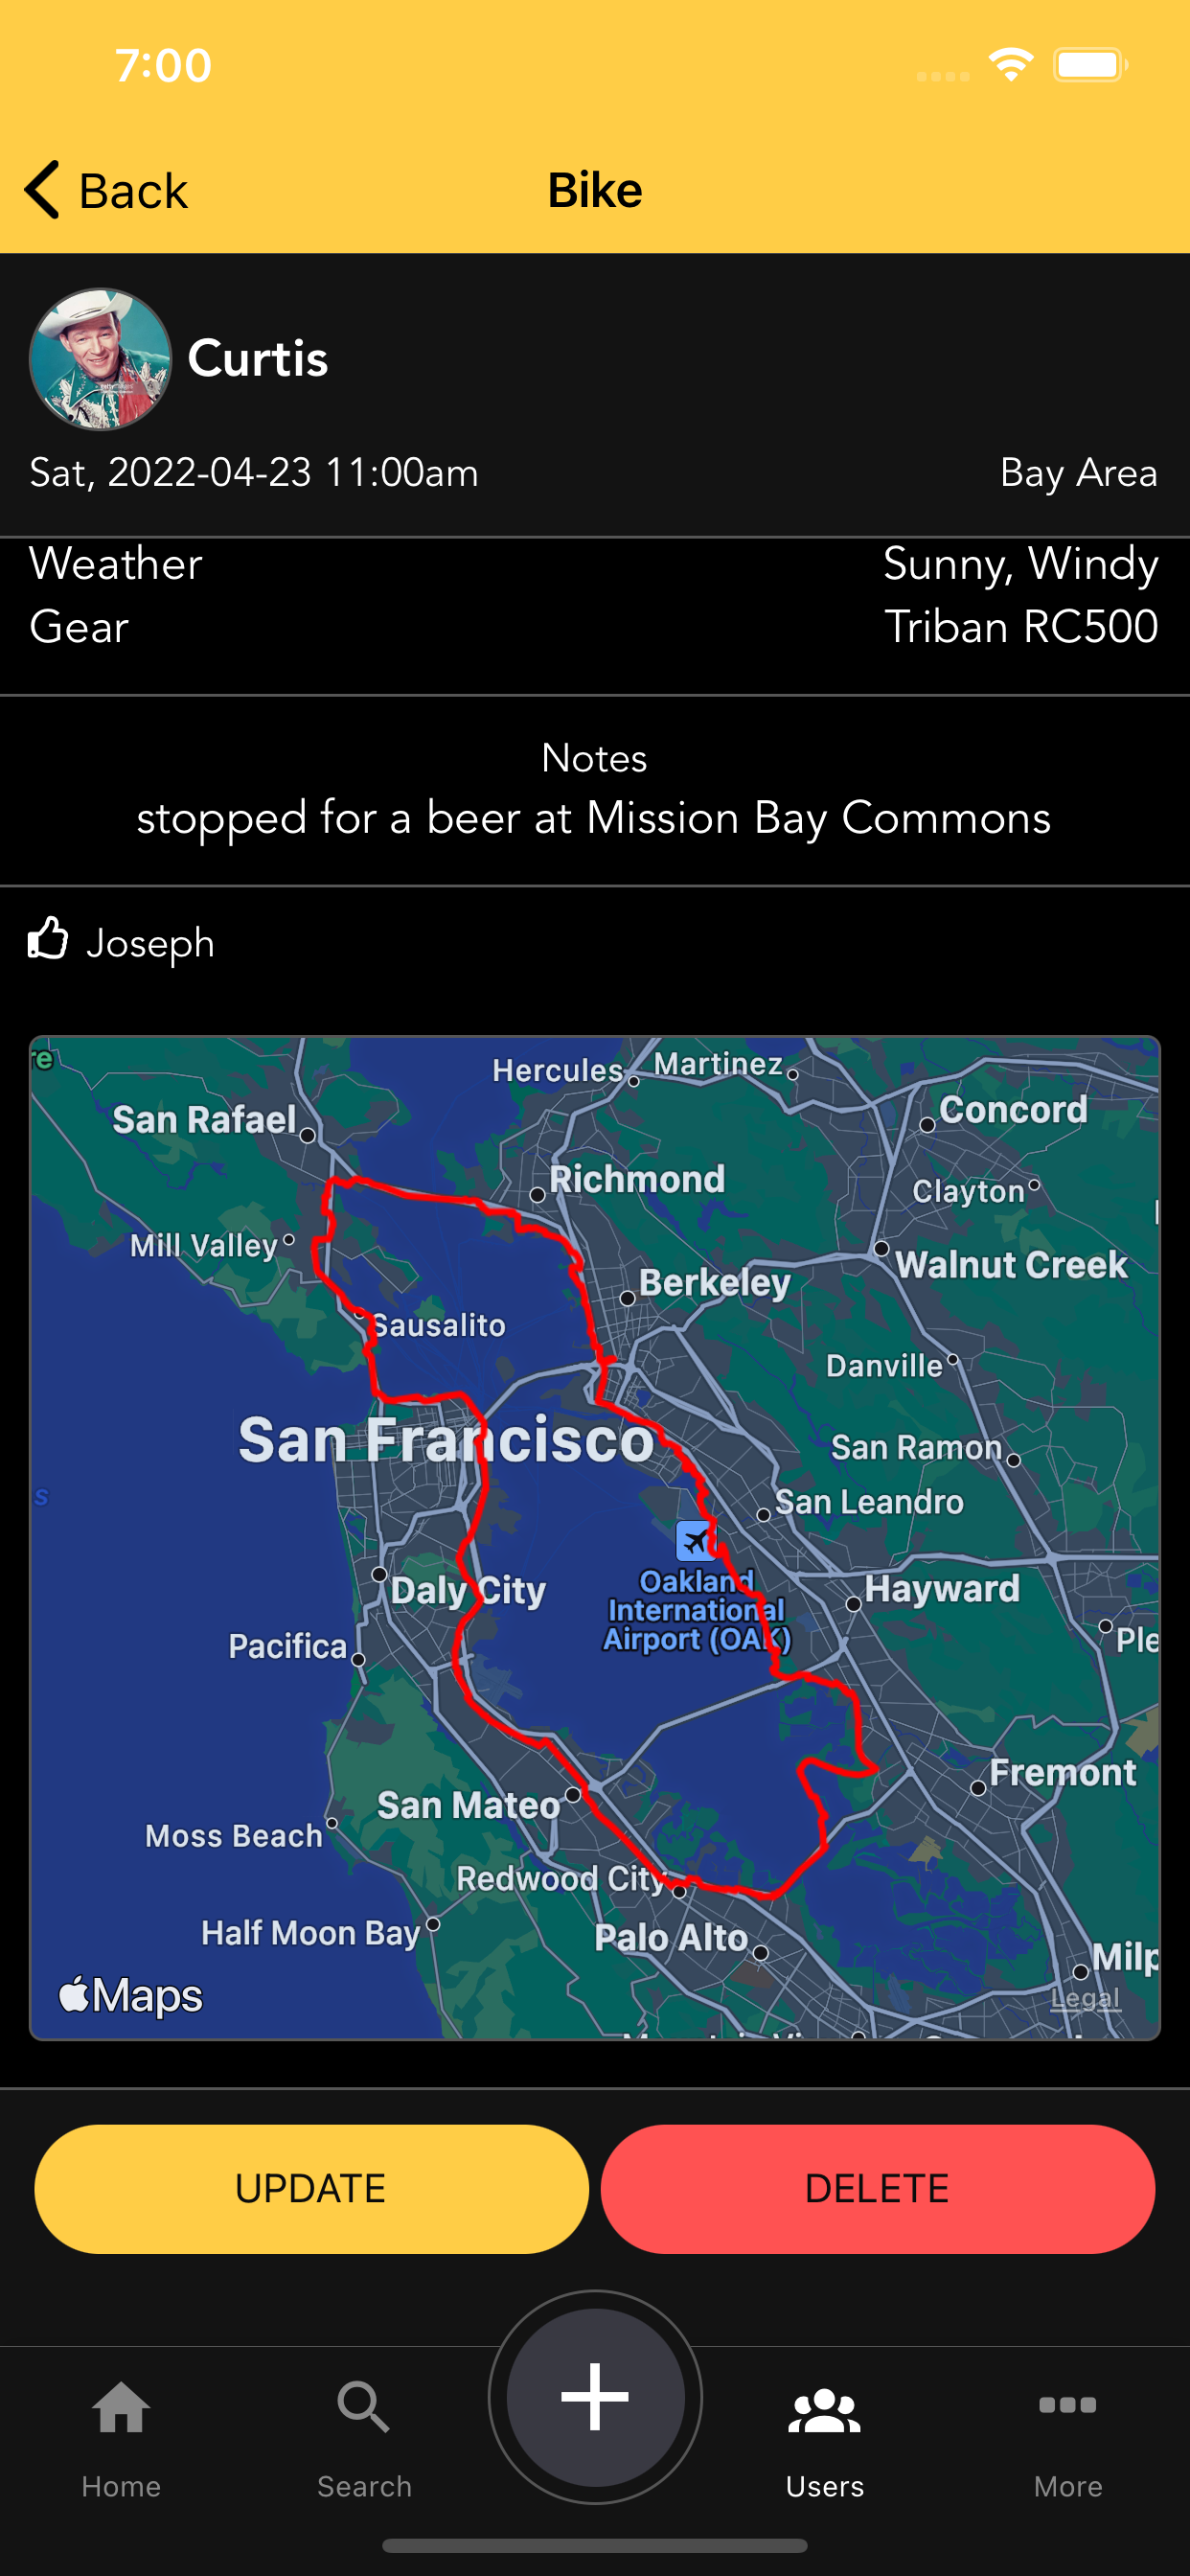 7:00
Back
Bike
Curtis
Sat, 2022-04-23 11:00am
Bay Area
Weather
Sunny, Windy
Gear
Triban RC500
Notes
stopped for a beer at Mission Bay Commons
Joseph
Hercules
Martinez
San Rafael
Concord
Richmond
Clayton
Mill Valley
Walnut Creek
Berkeley
Sausalito
Danville
San Francisco
San Ramon
San Leandro
Oakland
International
Airport (OAK)
Daly City
Hayward
Pacifica
Ple
Fremont
San Mateo
Moss Beach
Redwood City
Half Moon Bay
Palo Alto
Milp
Maps
Legal
UPDATE
DELETE
Home
Search
Users
More